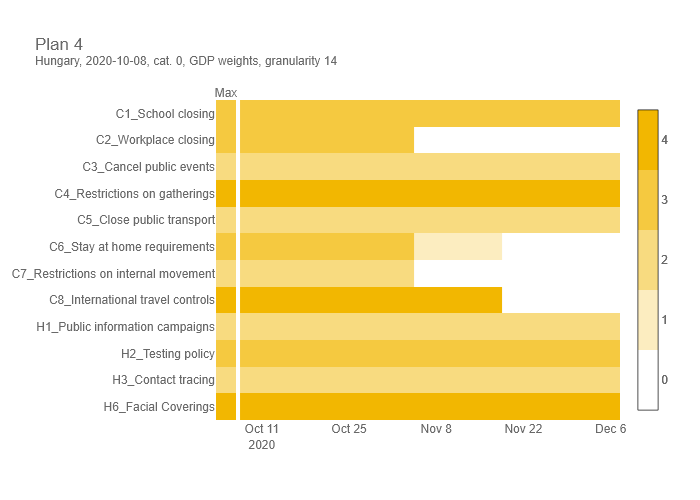 Plan 4
Hungary, 2020-10-08, cat. 0, GDP weights, granularity 14
Max
C1_School closing
C2_Workplace closing
C3_Cancel public events
C4_Restrictions on gatherings
C5_Close public transport
C6_Stay at home requirements
C7_Restrictions on internal movement
C8_International travel controls
H1_Public information campaigns
H2_Testing policy
H3_Contact tracing
H6_Facial Coverings
Oct 11 Oct 25 Nov 8 Nov 22 Dec 6
2020
4
3
2
1
0